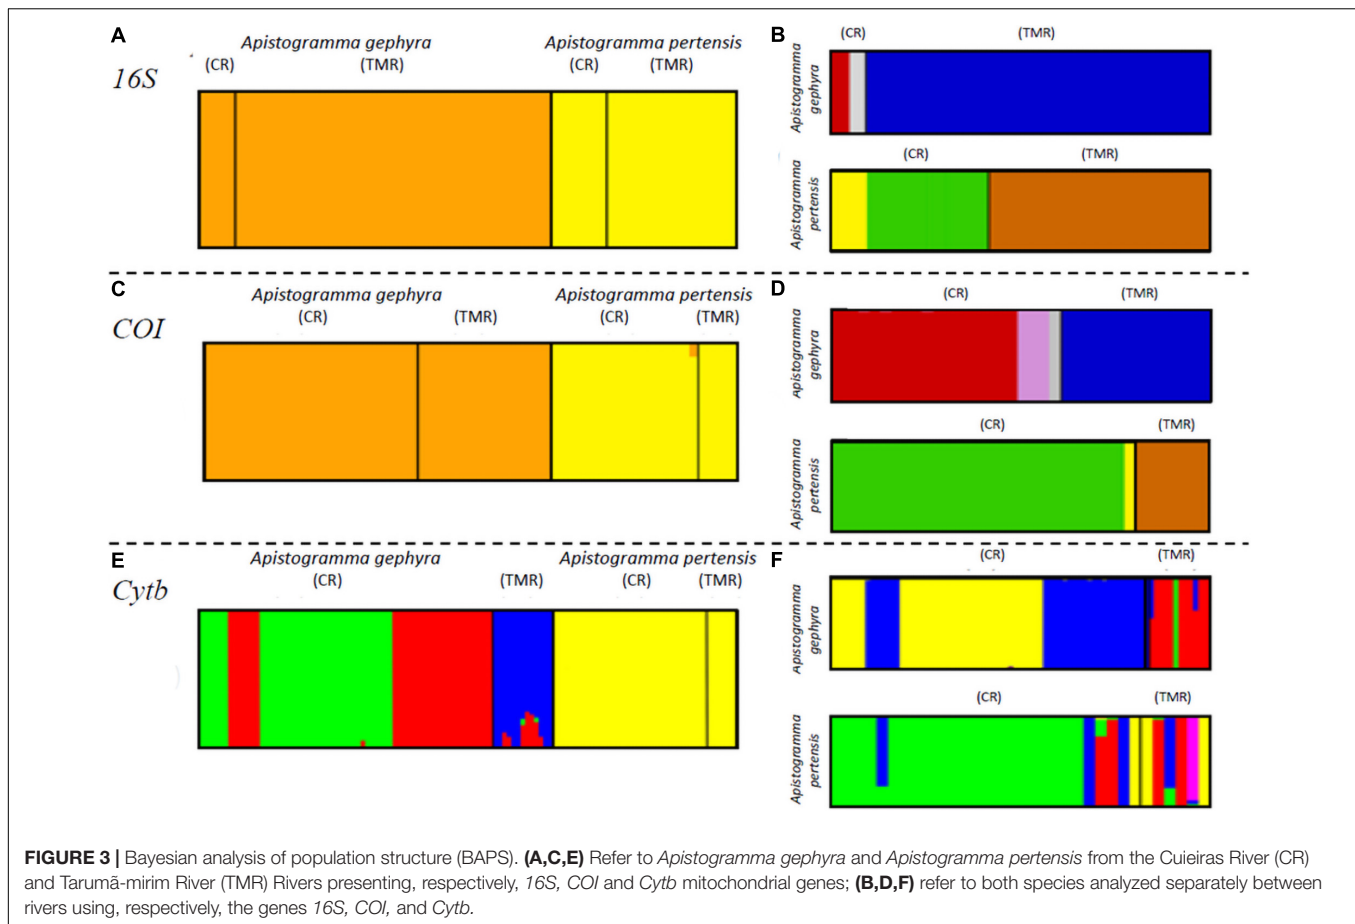 A
B
Apistogramma gephyra
Apistogramma pertensis
(CR)
(TMR)
(CR)
(TMR)
16S
(CR)
(TMR)
Apistogramma
gephyra
(CR)
(TMR)
Apistogramma
pertensis
C
D
Apistogramma gephyra
Apistogramma pertensis
(CR)
(TMR)
(CR)
(TMR)
COI
(CR)
(TMR)
Apistogramma
gephyra
(CR)
(TMR)
Apistogramma
pertensis
E
F
Apistogramma gephyra
Apistogramma pertensis
(CR)
(TMR)
(CR)
(TMR)
Cytb
(CR)
(TMR)
Apistogramma
gephyra
(CR)
(TMR)
Apistogramma
pertensis
FIGURE 3 | Bayesian analysis of population structure (BAPS). (A,C,E) Refer to Apistogramma gephyra and Apistogramma pertensis from the Cuieiras River (CR)
and Tarumã-mirim River (TMR) Rivers presenting, respectively, 16S, COI and Cytb mitochondrial genes; (B,D,F) refer to both species analyzed separately between
rivers using, respectively, the genes 16S, COI, and Cytb.